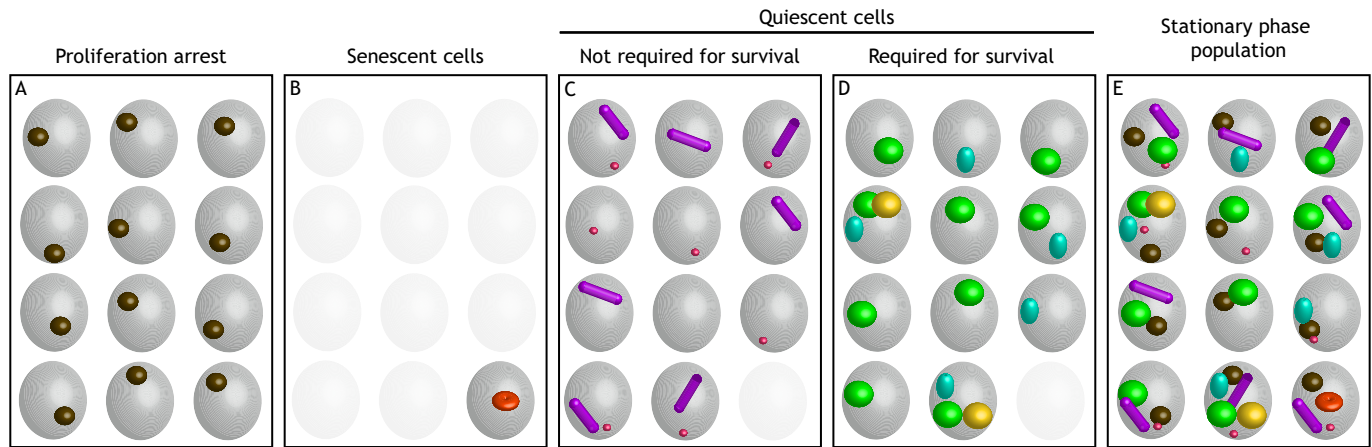 Quiescent cells
Proliferation arrest
Senescent cells
Not required for survival
Required for survival
Stationary phase
population
A
B
C
D
E